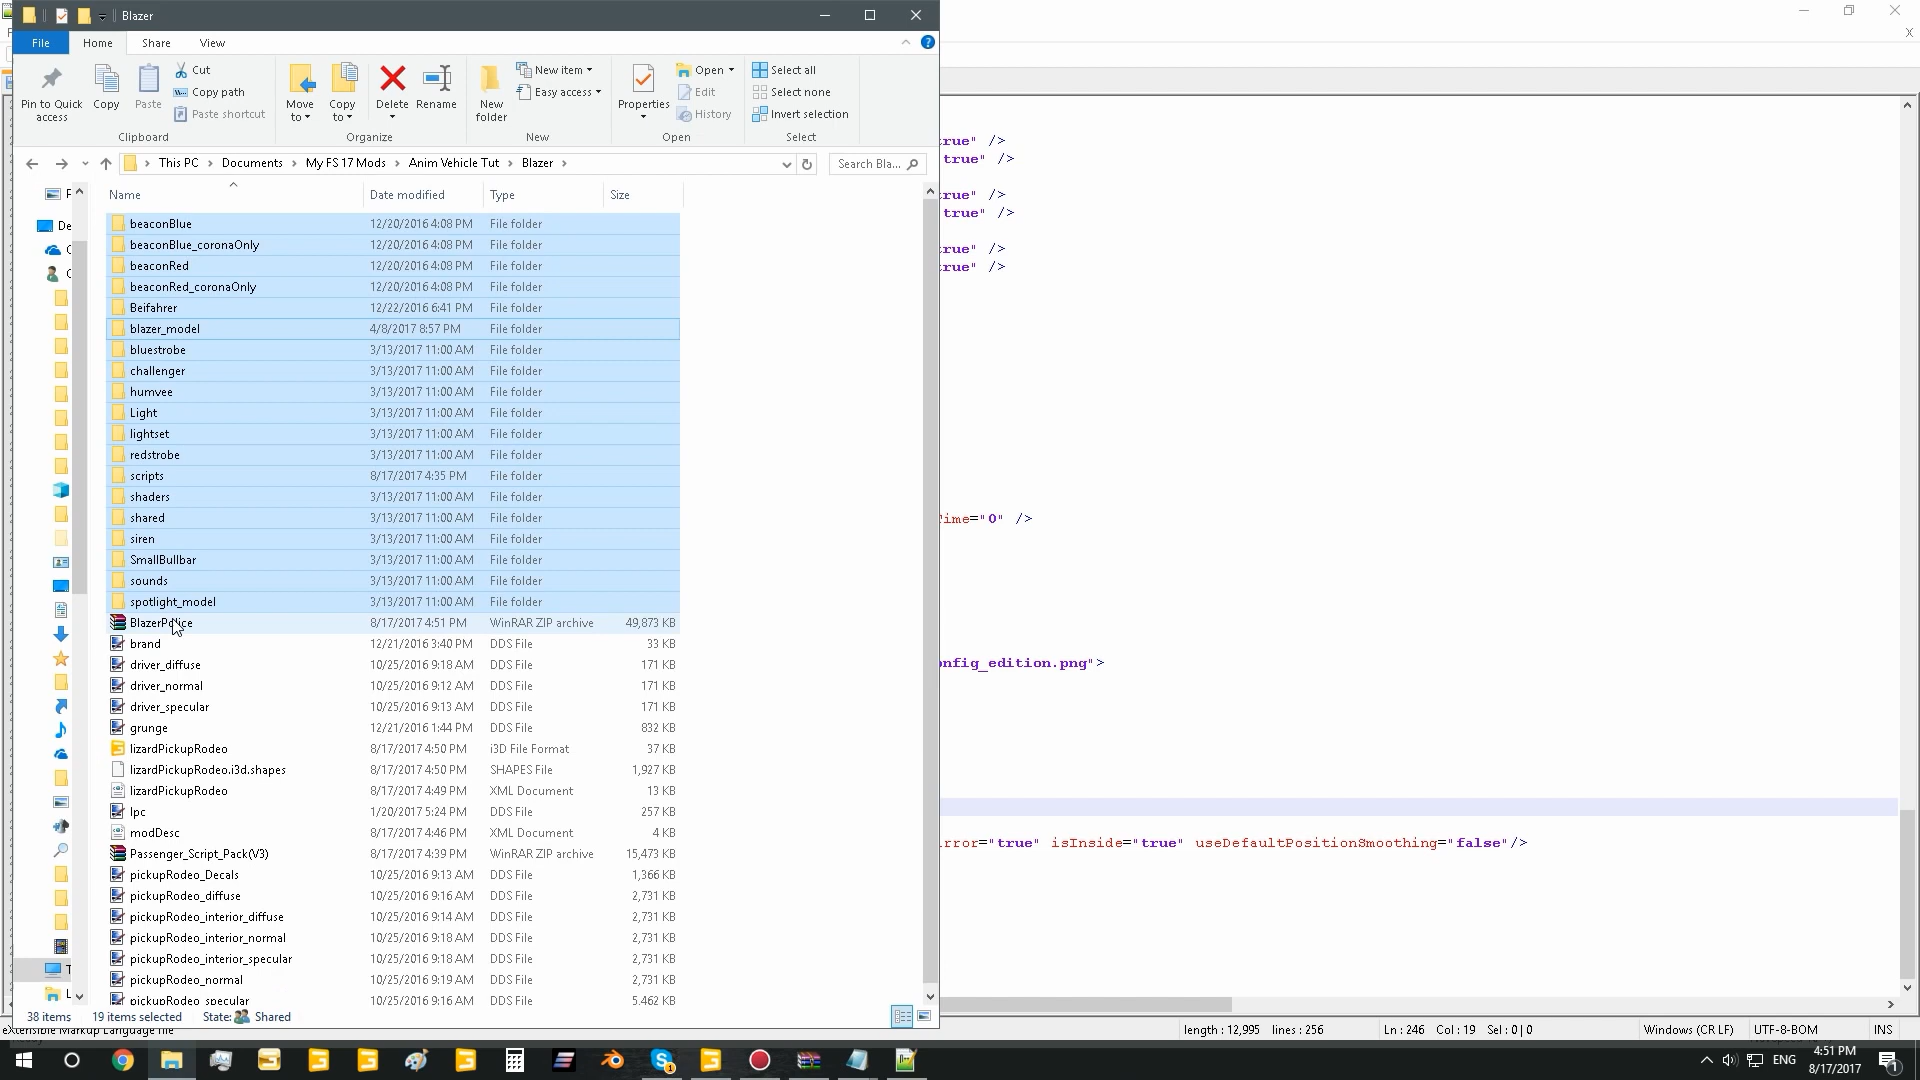 Blazer
File Home Share View
Pin to Quick access
Copy
Paste
Cut
Copy path
Paste shortcut
Move to
Copy to
Delete
Rename
New folder
New item
Easy access
Properties
Open
Edit
History
Select all
Select none
Invert selection
Clipboard Organize New Open Select
This PC Documents My FS 17 Mods Anim Vehicle Tut Blazer
Search Bla...
Name Date modified Type Size
beaconBlue 12/20/2016 4:08 PM File folder
beaconBlue_coronaOnly 12/20/2016 4:08 PM File folder
beaconRed 12/20/2016 4:08 PM File folder
beaconRed_coronaOnly 12/20/2016 4:08 PM File folder
Beifahrer 12/22/2016 6:41 PM File folder
blazer_model 4/8/2017 8:57 PM File folder
bluestrobe 3/13/2017 11:00 AM File folder
challenger 3/13/2017 11:00 AM File folder
humvee 3/13/2017 11:00 AM File folder
Light 3/13/2017 11:00 AM File folder
lightset 3/13/2017 11:00 AM File folder
redstrobe 3/13/2017 11:00 AM File folder
scripts 8/17/2017 4:35 PM File folder
shaders 3/13/2017 11:00 AM File folder
shared 3/13/2017 11:00 AM File folder
siren 3/13/2017 11:00 AM File folder
SmallBullbar 3/13/2017 11:00 AM File folder
sounds 3/13/2017 11:00 AM File folder
spotlight_model 3/13/2017 11:00 AM File folder
BlazerPolice 8/17/2017 4:51 PM WinRAR ZIP archive 49,873 KB
brand 12/21/2016 3:40 PM DDS File 33 KB
driver_diffuse 10/25/2016 9:18 AM DDS File 171 KB
driver_normal 10/25/2016 9:12 AM DDS File 171 KB
driver_specular 10/25/2016 9:13 AM DDS File 171 KB
grunge 12/21/2016 1:44 PM DDS File 832 KB
lizardPickupRodeo 8/17/2017 4:50 PM i3D File Format 37 KB
lizardPickupRodeo.i3d.shapes 8/17/2017 4:50 PM SHAPES File 1,927 KB
lizardPickupRodeo 8/17/2017 4:49 PM XML Document 13 KB
lpc 1/20/2017 5:24 PM DDS File 257 KB
modDesc 8/17/2017 4:46 PM XML Document 4 KB
Passenger_Script_Pack(V3) 8/17/2017 4:39 PM WinRAR ZIP archive 15,473 KB
pickupRodeo_Decals 10/25/2016 9:13 AM DDS File 1,366 KB
pickupRodeo_diffuse 10/25/2016 9:16 AM DDS File 2,731 KB
pickupRodeo_interior_diffuse 10/25/2016 9:14 AM DDS File 2,731 KB
pickupRodeo_interior_normal 10/25/2016 9:18 AM DDS File 2,731 KB
pickupRodeo_interior_specular 10/25/2016 9:18 AM DDS File 2,731 KB
pickupRodeo_normal 10/25/2016 9:19 AM DDS File 2,731 KB
pickupRodeo_specular 10/25/2016 9:16 AM DDS File 5,462 KB
38 items 19 items selected State: Shared
true" />
true" />
true" />
true" />
true" />
true" />
Time="0" />
onfig_edition.png">
irror="true" isInside="true" useDefaultPositionSmoothing="false"/>
eXtensible Markup Language file length : 12,995 lines : 256 Ln : 246 Col : 19 Sel : 0 | 0 Windows (CR LF) UTF-8-BOM INS
ENG
4:51 PM
8/17/2017